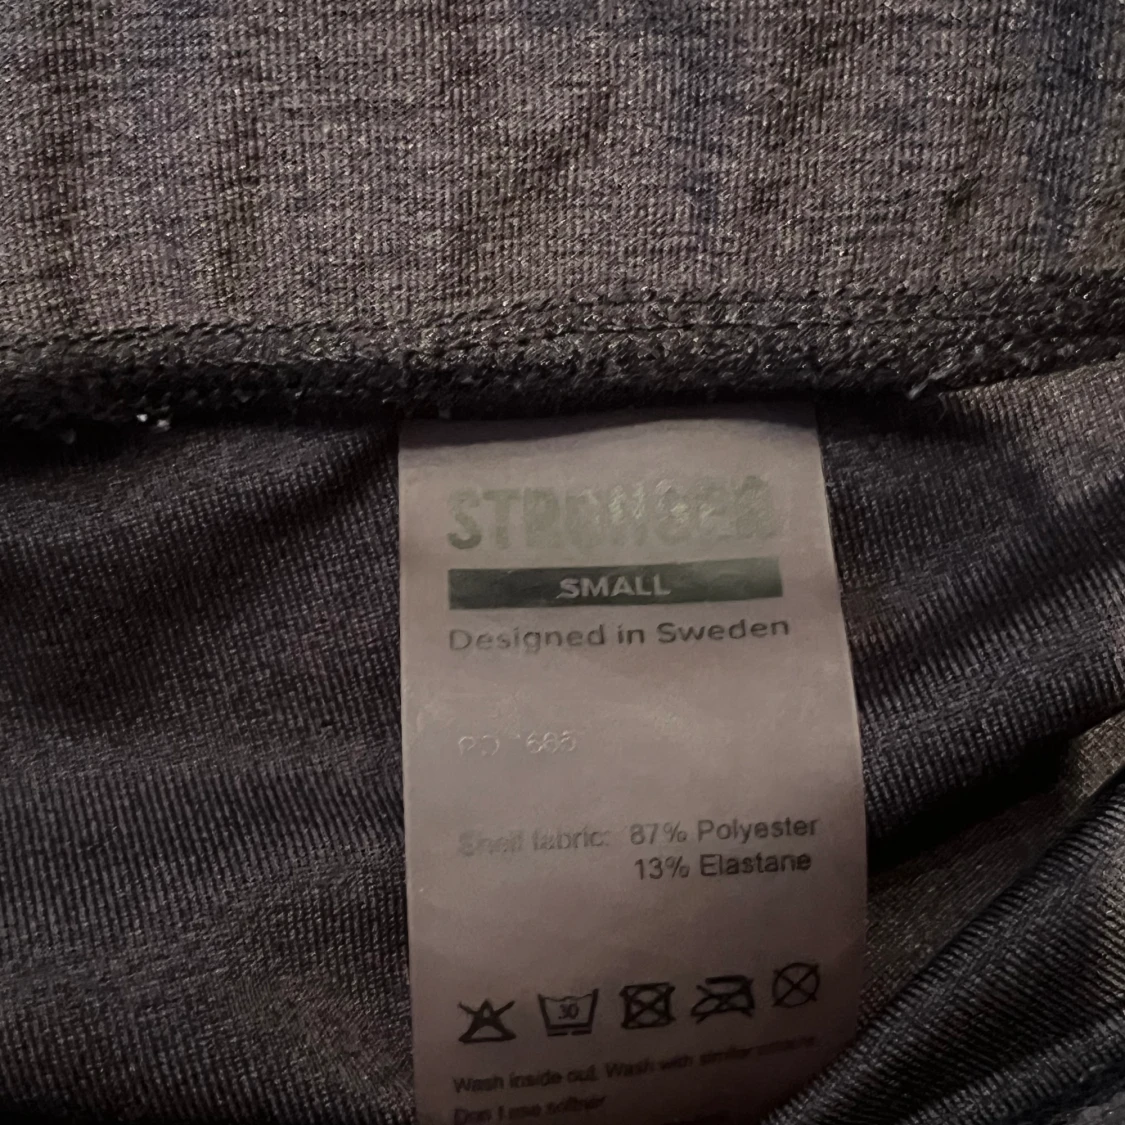 STRONGER
SMALL
Designed in Sweden
Shell fabric: 87% Polyester
13% Elastane
30
Wash inside out. Wash with similar colours.
Don't use softner